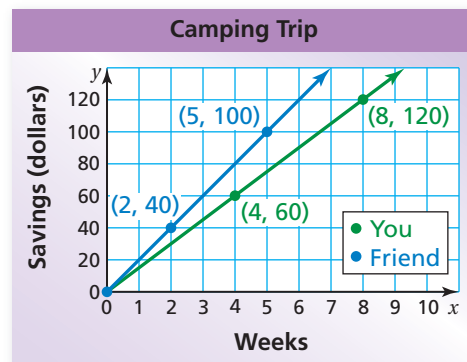 Camping Trip
Savings (dollars)
y
120
100
80
60
40
20
0
(5, 100)
(8, 120)
(2, 40)
(4, 60)
You
Friend
0 1 2 3 4 5 6 7 8 9 10 x
Weeks